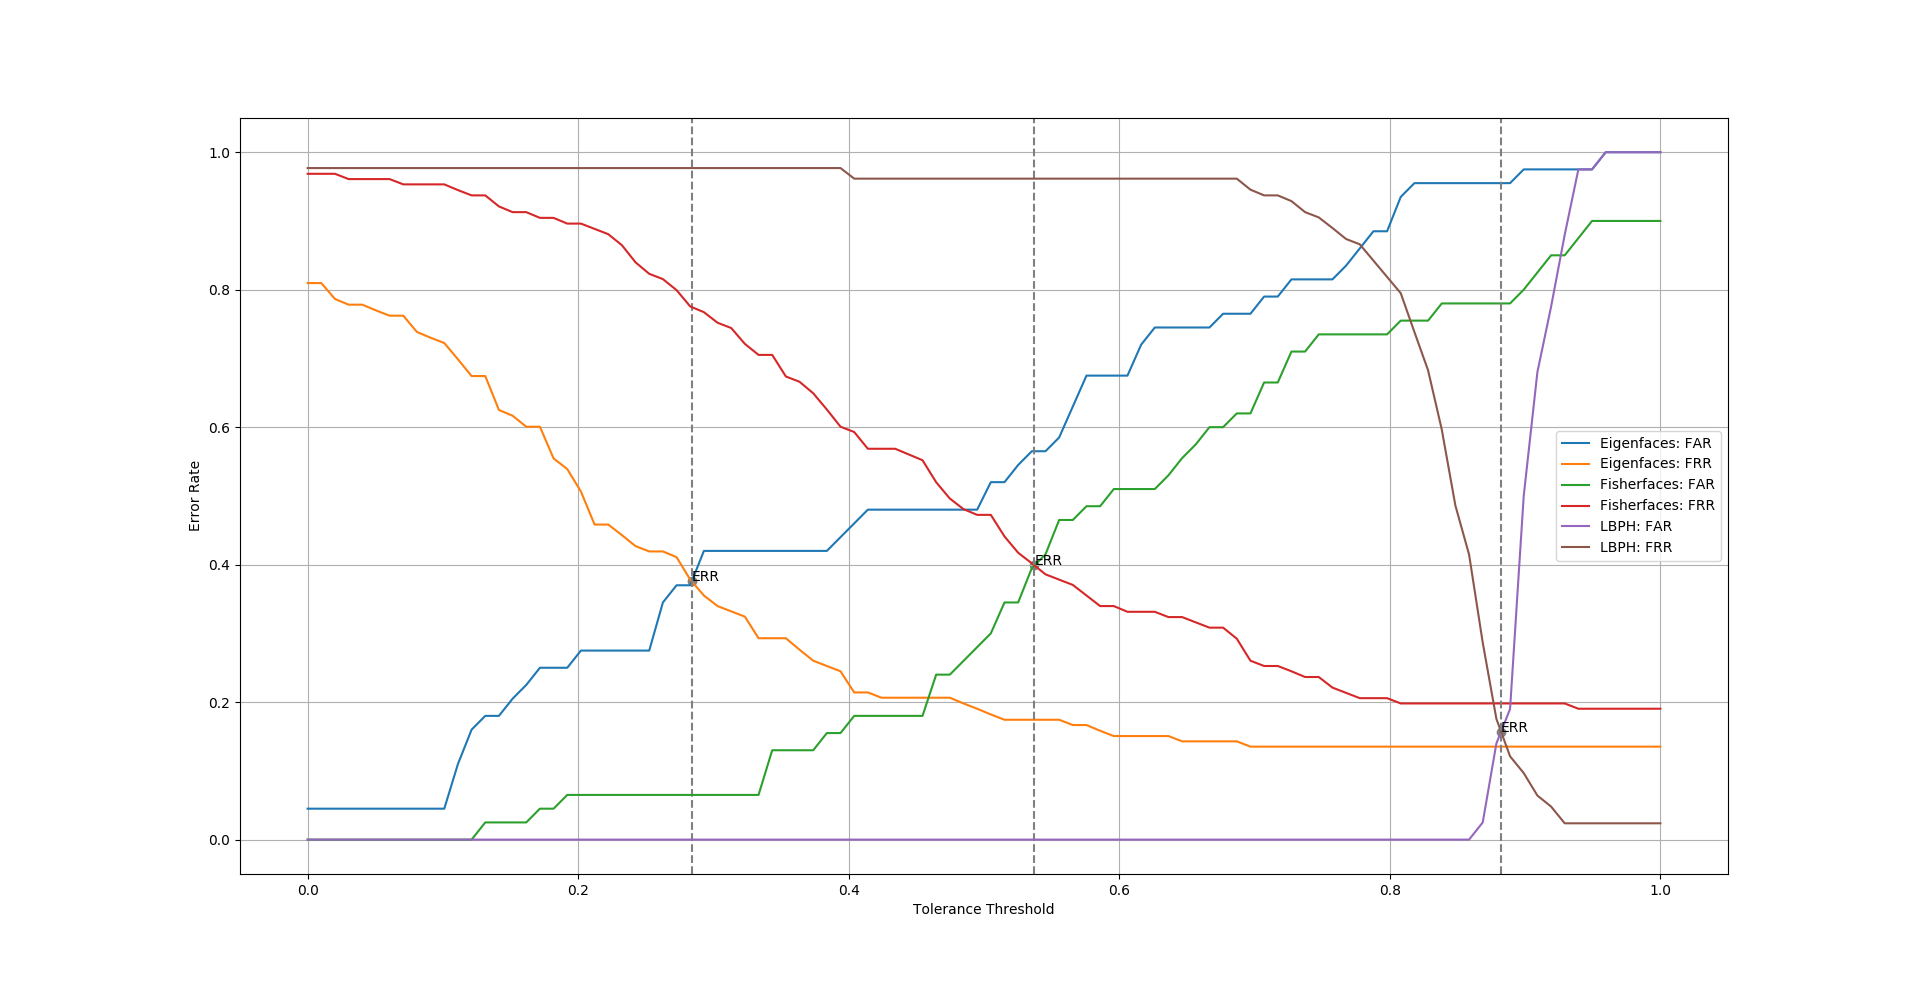 1.0
0.8
0.6
0.4
0.2
0.0
Error Rate
ERR
ERR
ERR
Eigenfaces: FAR
Eigenfaces: FRR
Fisherfaces: FAR
Fisherfaces: FRR
LBPH: FAR
LBPH: FRR
0.0 0.2 0.4 0.6 0.8 1.0
Tolerance Threshold